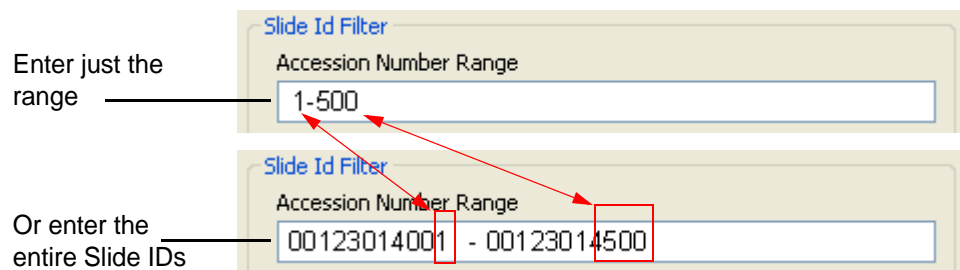 Slide Id Filter
Enter just the
range
Accession Number Range
1-500
Slide Id Filter
Accession Number Range
Or enter the
entire Slide IDs
00123014001 - 00123014500